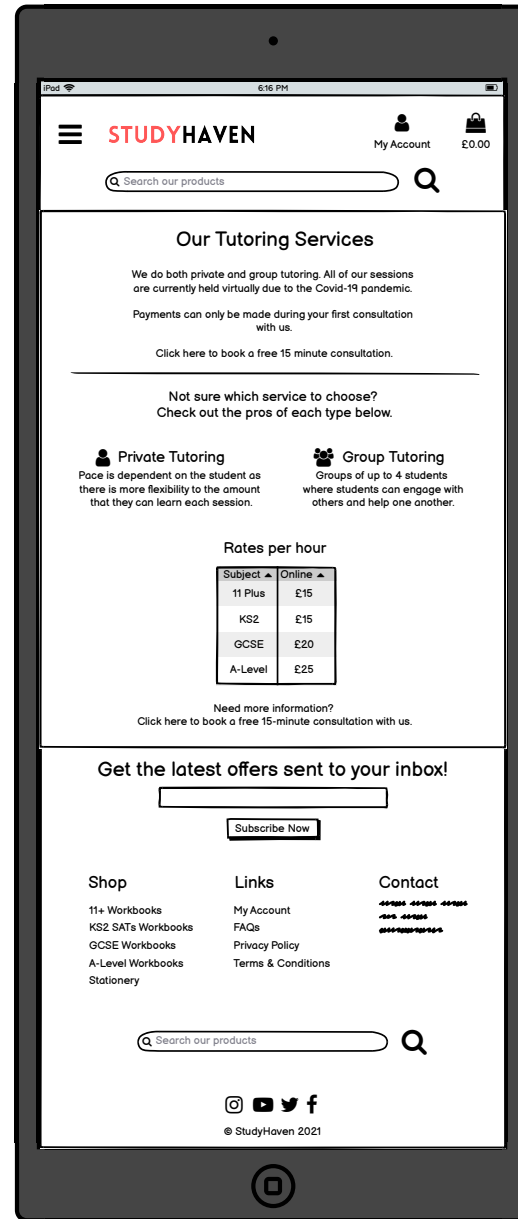 iPod 6:16 PM
STUDYHAVEN
My Account £0.00
Search our products
Our Tutoring Services
We do both private and group tutoring. All of our sessions
are currently held virtually due to the Covid-19 pandemic.
Payments can only be made during your first consultation
with us.
Click here to book a free 15 minute consultation.
Not sure which service to choose?
Check out the pros of each type below.
Private Tutoring
Pace is dependent on the student as
there is more flexibility to the amount
that they can learn each session.
Group Tutoring
Groups of up to 4 students
where students can engage with
others and help one another.
Rates per hour
Subject Online
11 Plus £15
KS2 £15
GCSE £20
A-Level £25
Need more information?
Click here to book a free 15-minute consultation with us.
Get the latest offers sent to your inbox!
Subscribe Now
Shop
11+ Workbooks
KS2 SATs Workbooks
GCSE Workbooks
A-Level Workbooks
Stationery
Links
My Account
FAQs
Privacy Policy
Terms & Conditions
Contact
Search our products
© StudyHaven 2021